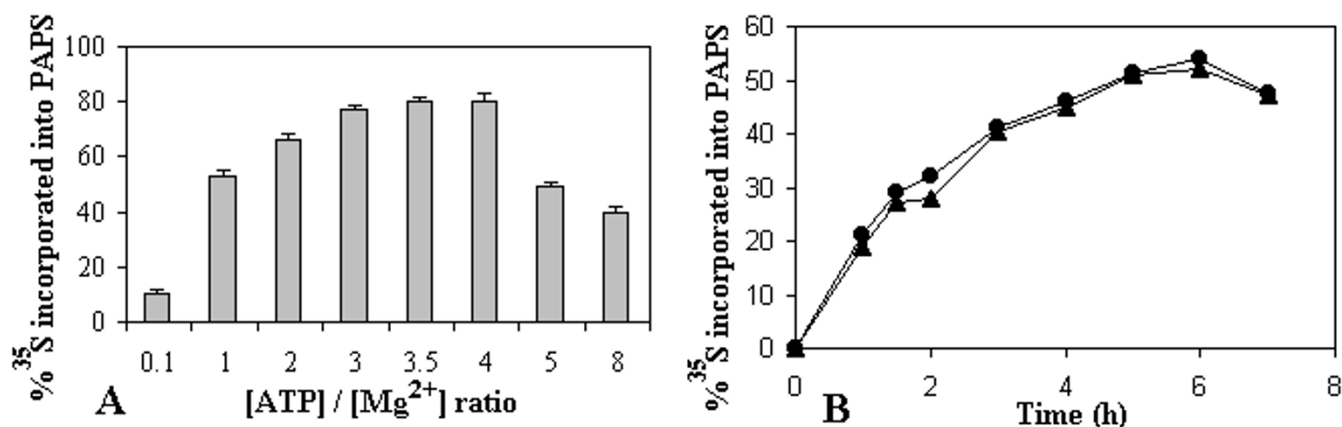 % ³⁵S incorporated into PAPS
100
80
60
40
20
0
0.1 1 2 3 3.5 4 5 8
[ATP] / [Mg²⁺] ratio
A
% ³⁵S incorporated into PAPS
60
50
40
30
20
10
0
0 2 4 6 8
Time (h)
B